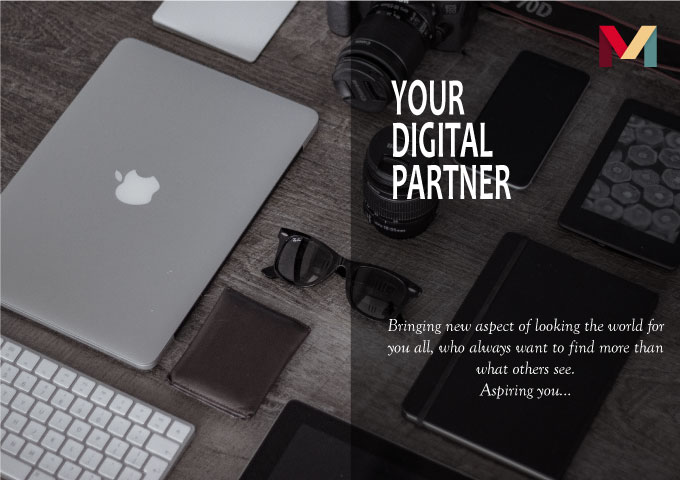 70D
YOUR
DIGITAL
PARTNER
Bringing new aspect of looking the world for
you all, who always want to find more than
what others see.
Aspiring you...